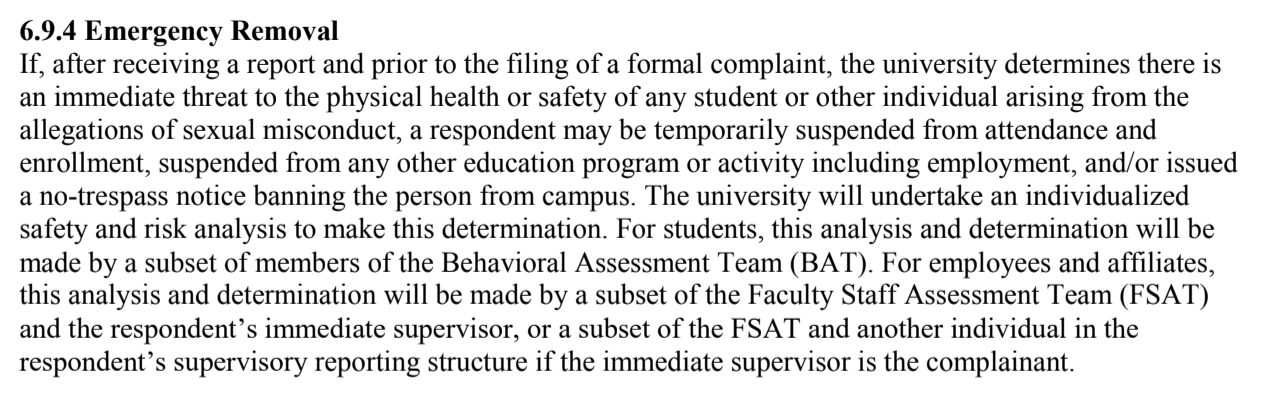 6.9.4 Emergency Removal
If, after receiving a report and prior to the filing of a formal complaint, the university determines there is
an immediate threat to the physical health or safety of any student or other individual arising from the
allegations of sexual misconduct, a respondent may be temporarily suspended from attendance and
enrollment, suspended from any other education program or activity including employment, and/or issued
a no-trespass notice banning the person from campus. The university will undertake an individualized
safety and risk analysis to make this determination. For students, this analysis and determination will be
made by a subset of members of the Behavioral Assessment Team (BAT). For employees and affiliates,
this analysis and determination will be made by a subset of the Faculty Staff Assessment Team (FSAT)
and the respondent’s immediate supervisor, or a subset of the FSAT and another individual in the
respondent’s supervisory reporting structure if the immediate supervisor is the complainant.